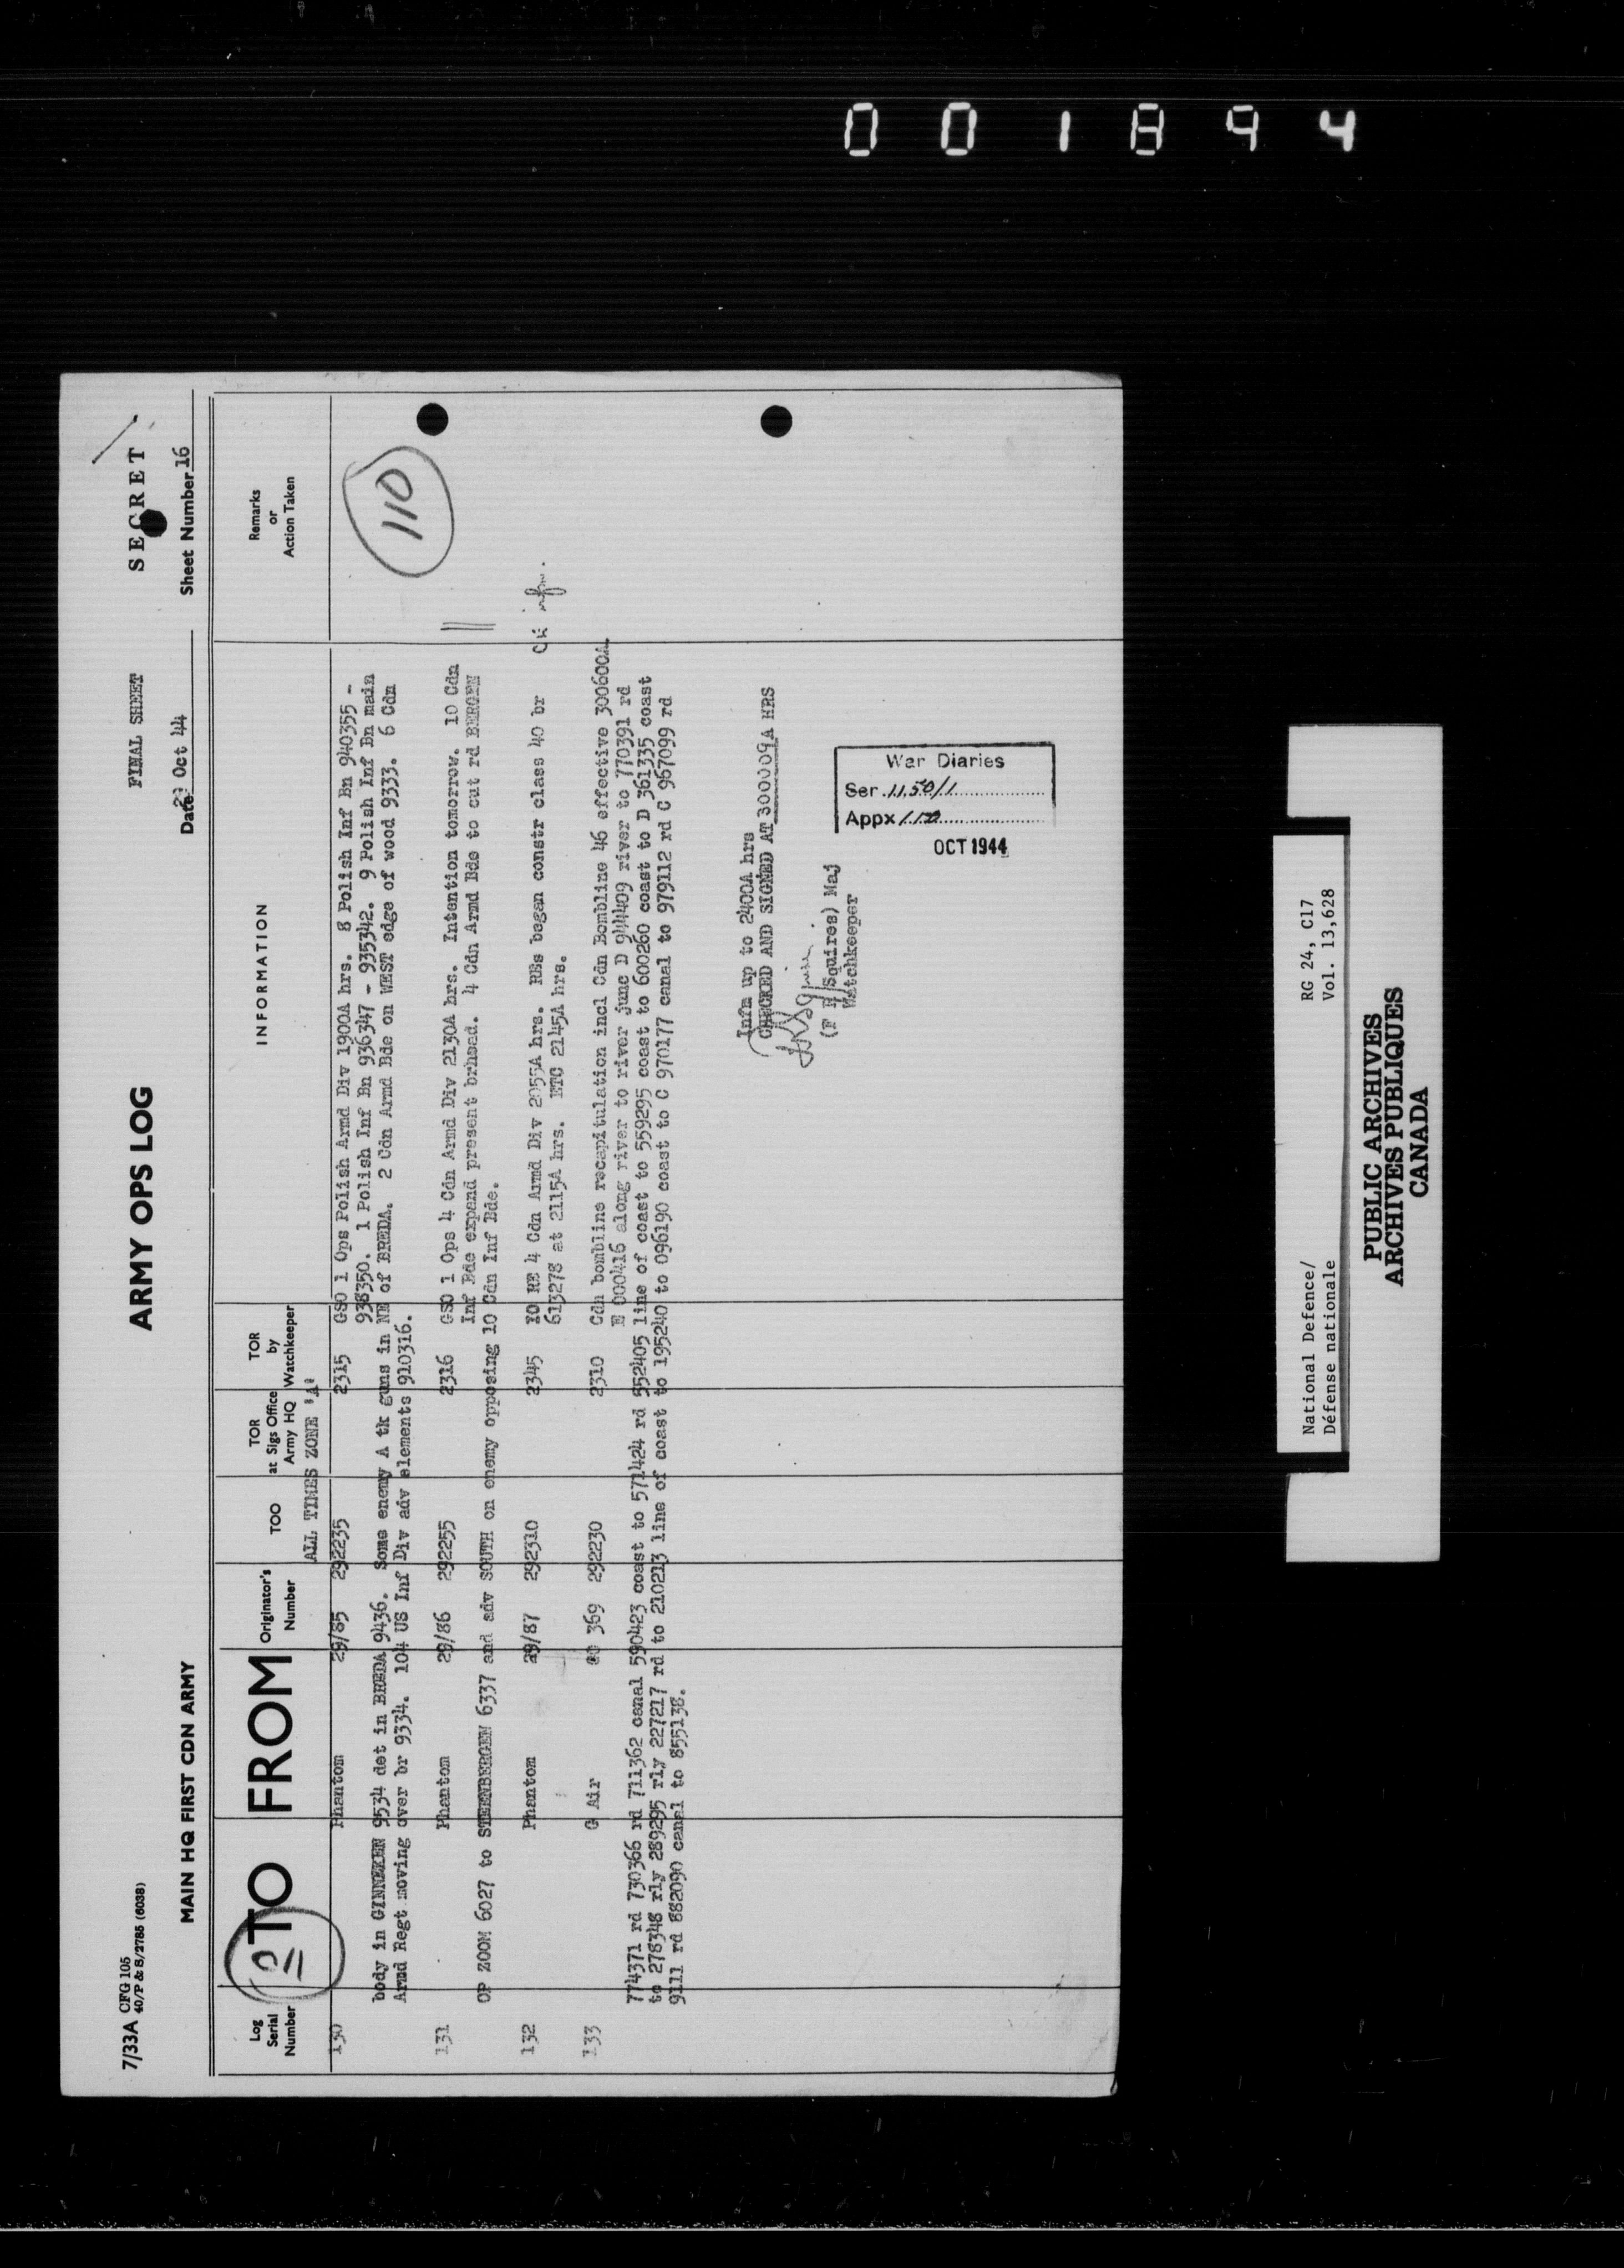 001894
7/33A CFG 105
40/P & S/2785 (6038)
ARMY OPS LOG
FINAL SHEET
SECRET
MAIN HQ FIRST CDN ARMY
Date 29 Oct 44
Sheet Number 16
Log Serial Number
TO
FROM
Originator's Number
TOO
TOR at Sigs Office Army HQ
TOR by Watchkeeper
INFORMATION
Remarks or Action Taken
ALL TIMES ZONE 'A'
110
130 Phantom 29/85 292235 2315 GSO 1 Ops Polish Armd Div 1900A hrs. 8 Polish Inf Bn 940355 -
938350. 1 Polish Inf Bn 936347 - 935342. 9 Polish Inf Bn main
body in GINNEKEN 9534 det in BREDA 9436. Some enemy A tk guns in NE of BREDA. 2 Cdn Armd Bde on WEST edge of wood 9333. 6 Cdn
Armd Regt moving over br 9334. 104 US Inf Div adv elements 910316.
131 Phantom 29/86 292255 2316 GSO 1 Ops 4 Cdn Armd Div 2130A hrs. Intention tomorrow. 10 Cdn
Inf Bde expand present brhead. 4 Cdn Armd Bde to cut rd BERGEN
OP ZOOM 6027 to STEENBERGEN 6337 and adv SOUTH on enemy opposing 10 Cdn Inf Bde.
132 Phantom 29/87 292310 2345 IO RE 4 Cdn Armd Div 2055A hrs. REs began constr class 40 br
613278 at 2115A hrs. ETC 2145A hrs.
133 G Air 369 292230 2310 Cdn bombline recapitulation incl Cdn Bombline 46 effective 300600A
E 000416 along river to river junc D 944409 river to 770391 rd
774371 rd 730366 rd 711362 canal 590423 coast to 571424 rd 552405 line of coast to 559295 coast to 600260 coast to D 361335 coast
to 278348 rly 289295 rly 227217 rd to 210213 line of coast to 195240 to 096190 coast to C 970177 canal to 979112 rd C 967099 rd
9111 rd 882090 canal to 855138.
Infm up to 2400A hrs
CHECKED AND SIGNED AT 300009A HRS
(F H Squires) Maj
Watchkeeper
War Diaries
Ser 1150/1
Appx 110
OCT 1944
National Defence/
Défense nationale
RG 24, C17
Vol. 13,628
PUBLIC ARCHIVES
ARCHIVES PUBLIQUES
CANADA